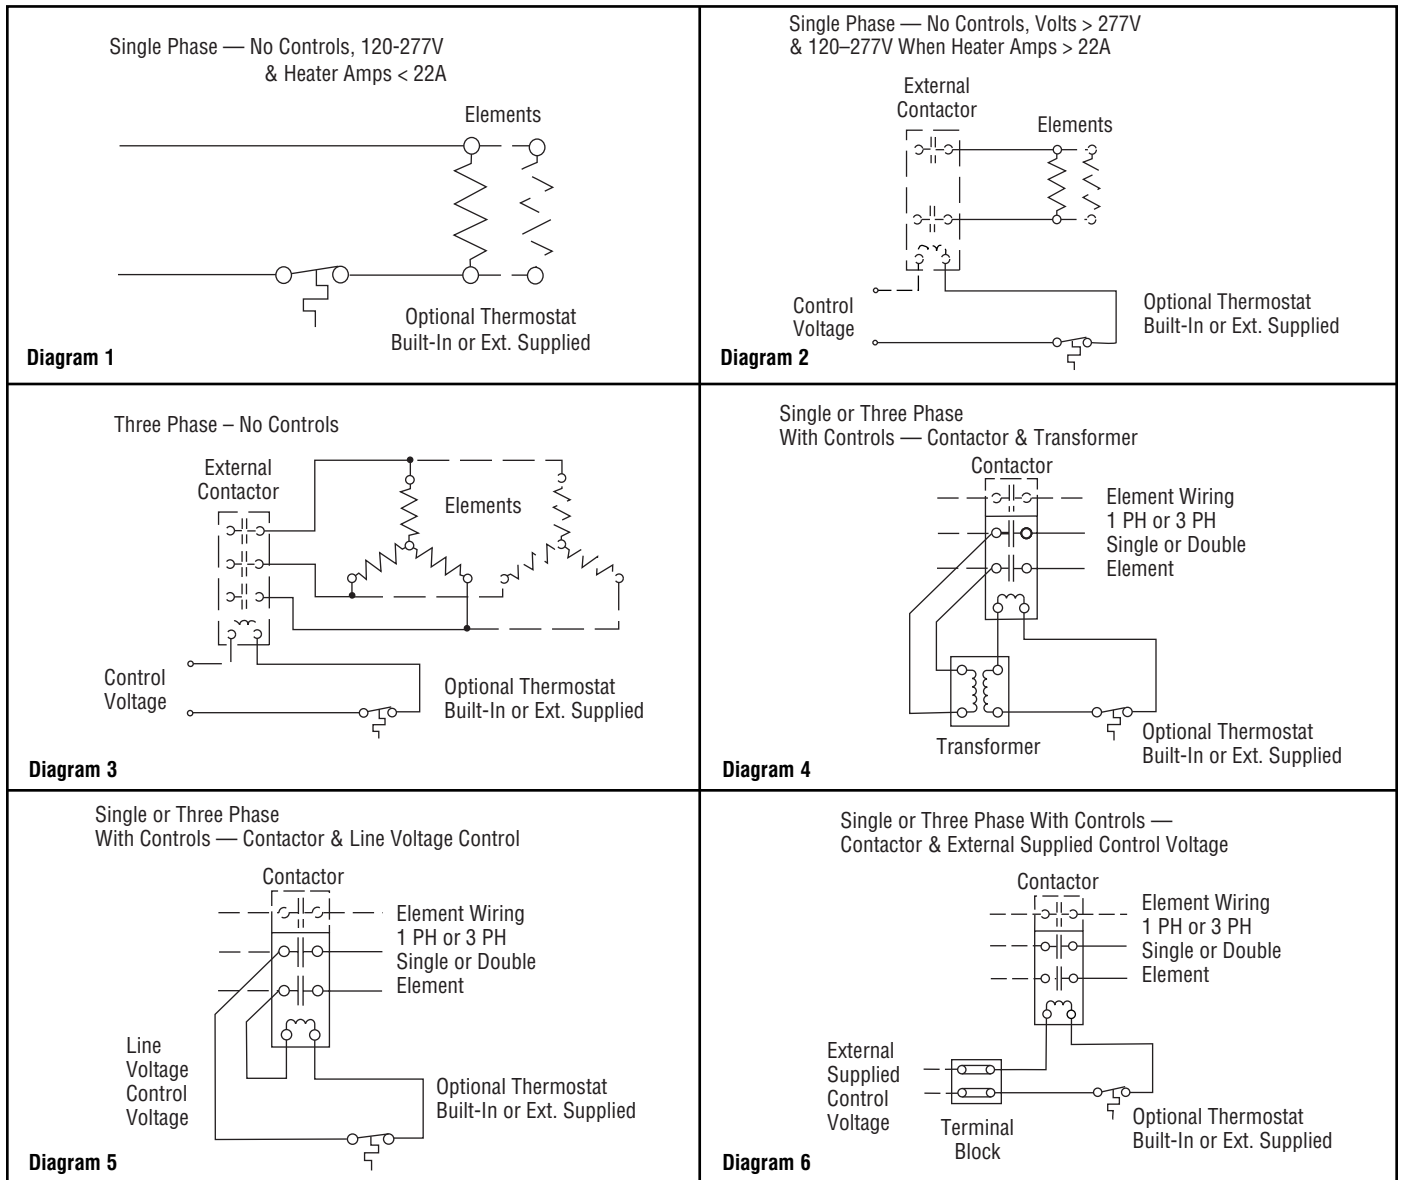 Single Phase — No Controls, 120-277V
& Heater Amps < 22A
Elements
Optional Thermostat
Built-In or Ext. Supplied
Diagram 1
Single Phase — No Controls, Volts > 277V
& 120–277V When Heater Amps > 22A
External
Contactor
Elements
Control
Voltage
Optional Thermostat
Built-In or Ext. Supplied
Diagram 2
Three Phase – No Controls
External
Contactor
Elements
Control
Voltage
Optional Thermostat
Built-In or Ext. Supplied
Diagram 3
Single or Three Phase
With Controls — Contactor & Transformer
Contactor
Element Wiring
1 PH or 3 PH
Single or Double
Element
Transformer
Optional Thermostat
Built-In or Ext. Supplied
Diagram 4
Single or Three Phase
With Controls — Contactor & Line Voltage Control
Contactor
Element Wiring
1 PH or 3 PH
Single or Double
Element
Line
Voltage
Control
Voltage
Optional Thermostat
Built-In or Ext. Supplied
Diagram 5
Single or Three Phase With Controls —
Contactor & External Supplied Control Voltage
Contactor
Element Wiring
1 PH or 3 PH
Single or Double
Element
External
Supplied
Control
Voltage
Terminal
Block
Optional Thermostat
Built-In or Ext. Supplied
Diagram 6